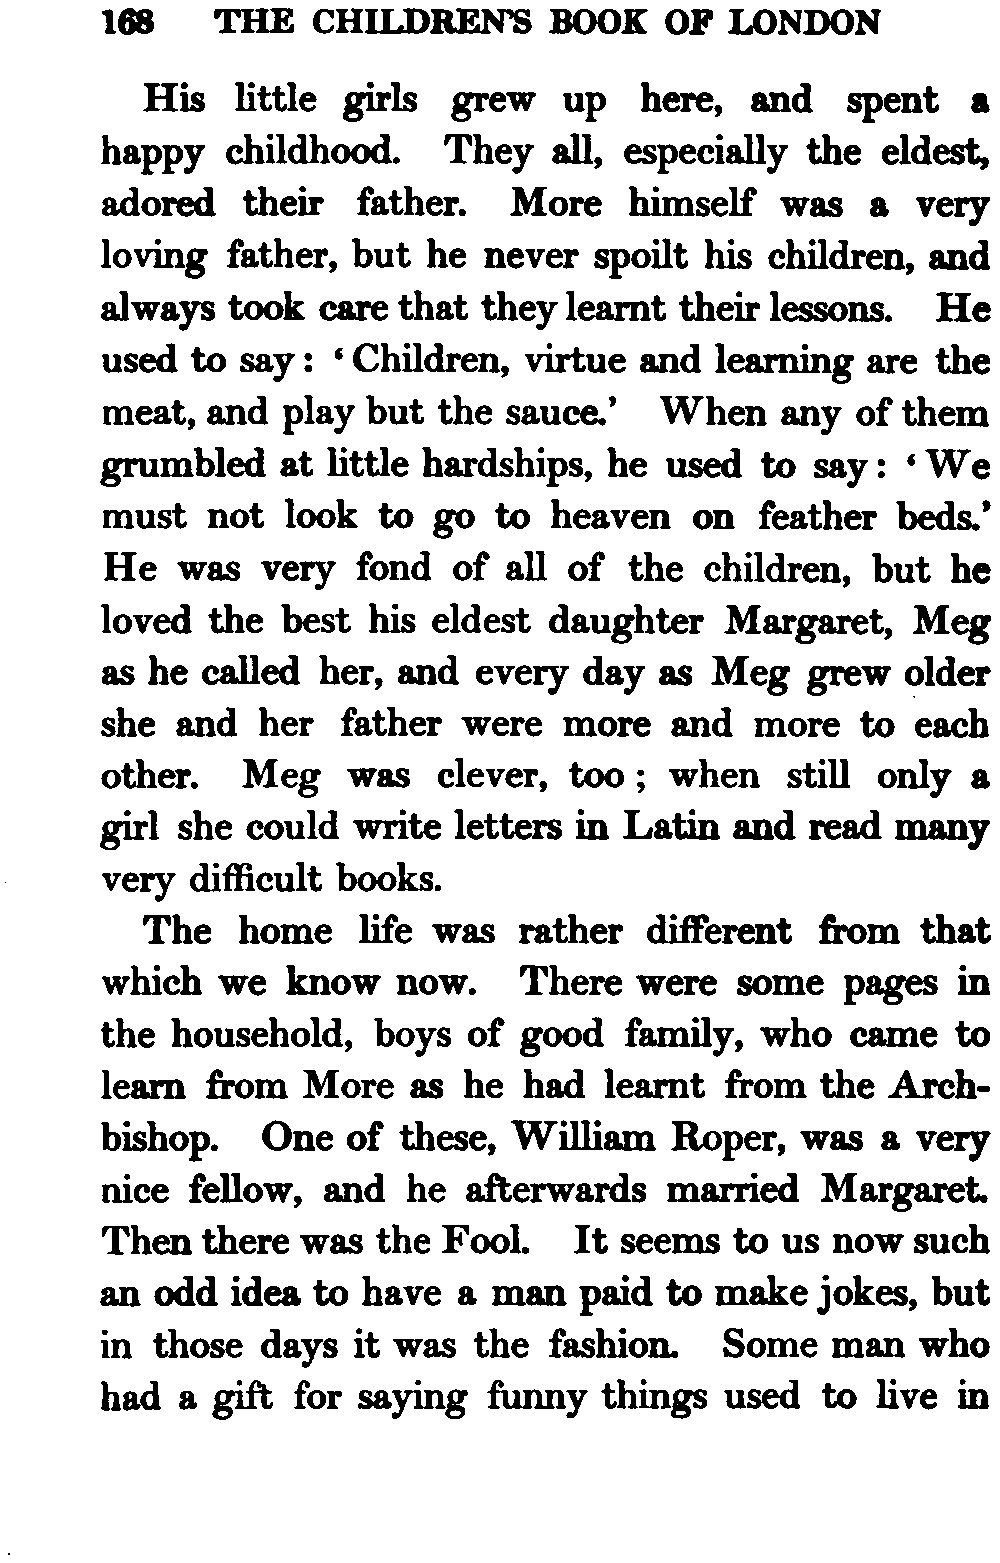 168 THE CHILDREN'S BOOK OF LONDON
His little girls grew up here, and spent a
happy childhood. They all, especially the eldest,
adored their father. More himself was a very
loving father, but he never spoilt his children, and
always took care that they learnt their lessons. He
used to say: 'Children, virtue and learning are the
meat, and play but the sauce.' When any of them
grumbled at little hardships, he used to say: 'We
must not look to go to heaven on feather beds.'
He was very fond of all of the children, but he
loved the best his eldest daughter Margaret, Meg
as he called her, and every day as Meg grew older
she and her father were more and more to each
other. Meg was clever, too; when still only a
girl she could write letters in Latin and read many
very difficult books.
The home life was rather different from that
which we know now. There were some pages in
the household, boys of good family, who came to
learn from More as he had learnt from the Arch-
bishop. One of these, William Roper, was a very
nice fellow, and he afterwards married Margaret.
Then there was the Fool. It seems to us now such
an odd idea to have a man paid to make jokes, but
in those days it was the fashion. Some man who
had a gift for saying funny things used to live in